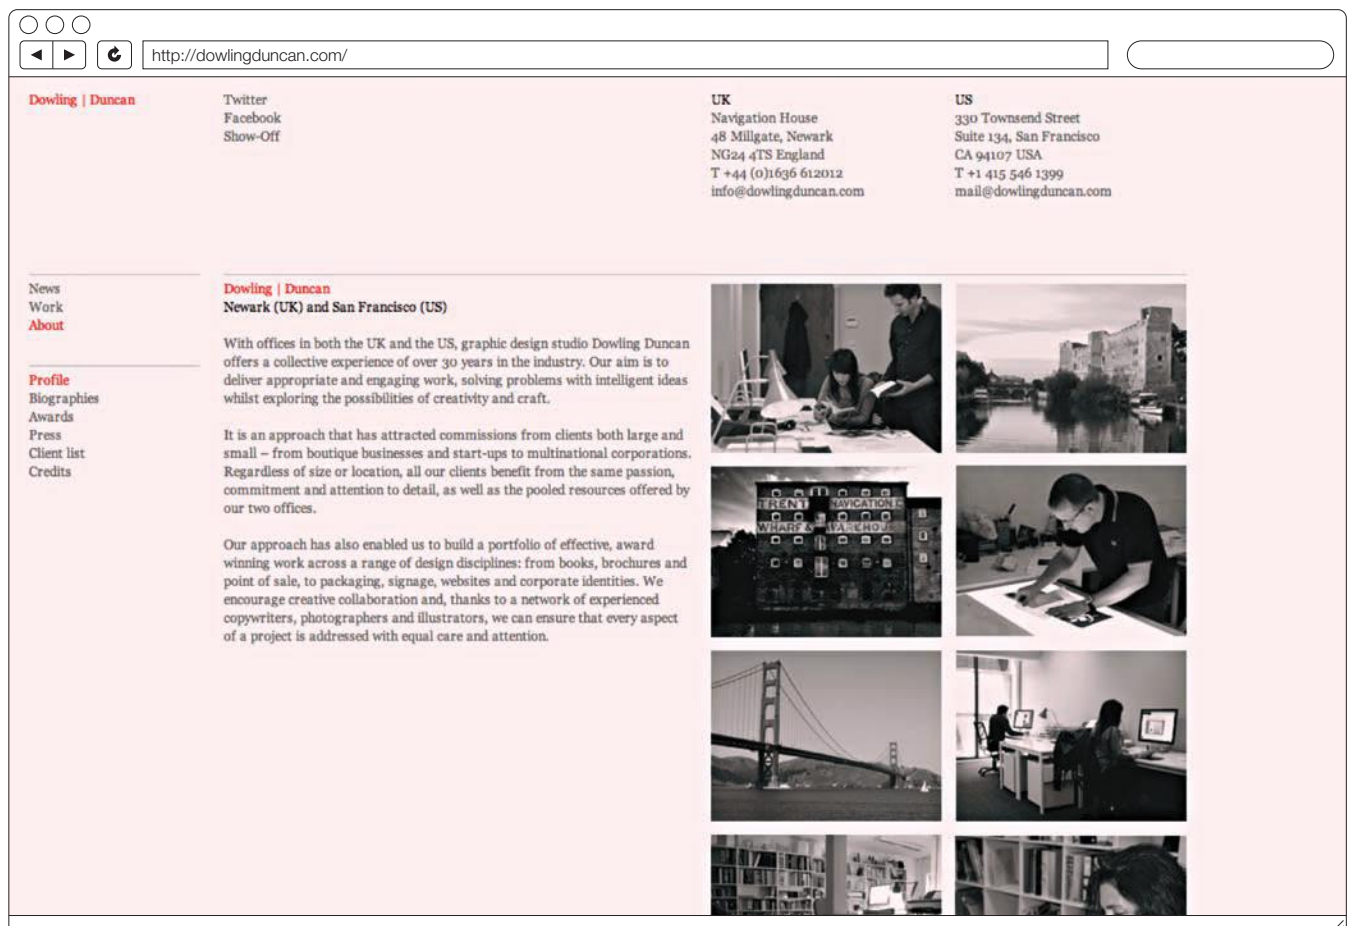 http://dowlingduncan.com/
Dowling | Duncan
Twitter
Facebook
Show-Off
UK
Navigation House
48 Millgate, Newark
NG24 4TS England
T +44 (0)1636 612012
info@dowlingduncan.com
US
330 Townsend Street
Suite 134, San Francisco
CA 94107 USA
T +1 415 546 1399
mail@dowlingduncan.com
News
Work
About
Profile
Biographies
Awards
Press
Client list
Credits
Dowling | Duncan
Newark (UK) and San Francisco (US)
With offices in both the UK and the US, graphic design studio Dowling Duncan
offers a collective experience of over 30 years in the industry. Our aim is to
deliver appropriate and engaging work, solving problems with intelligent ideas
whilst exploring the possibilities of creativity and craft.
It is an approach that has attracted commissions from clients both large and
small – from boutique businesses and start-ups to multinational corporations.
Regardless of size or location, all our clients benefit from the same passion,
commitment and attention to detail, as well as the pooled resources offered by
our two offices.
Our approach has also enabled us to build a portfolio of effective, award
winning work across a range of design disciplines: from books, brochures and
point of sale, to packaging, signage, websites and corporate identities. We
encourage creative collaboration and, thanks to a network of experienced
copywriters, photographers and illustrators, we can ensure that every aspect
of a project is addressed with equal care and attention.
TRENT NAVIGATION
WHARF &